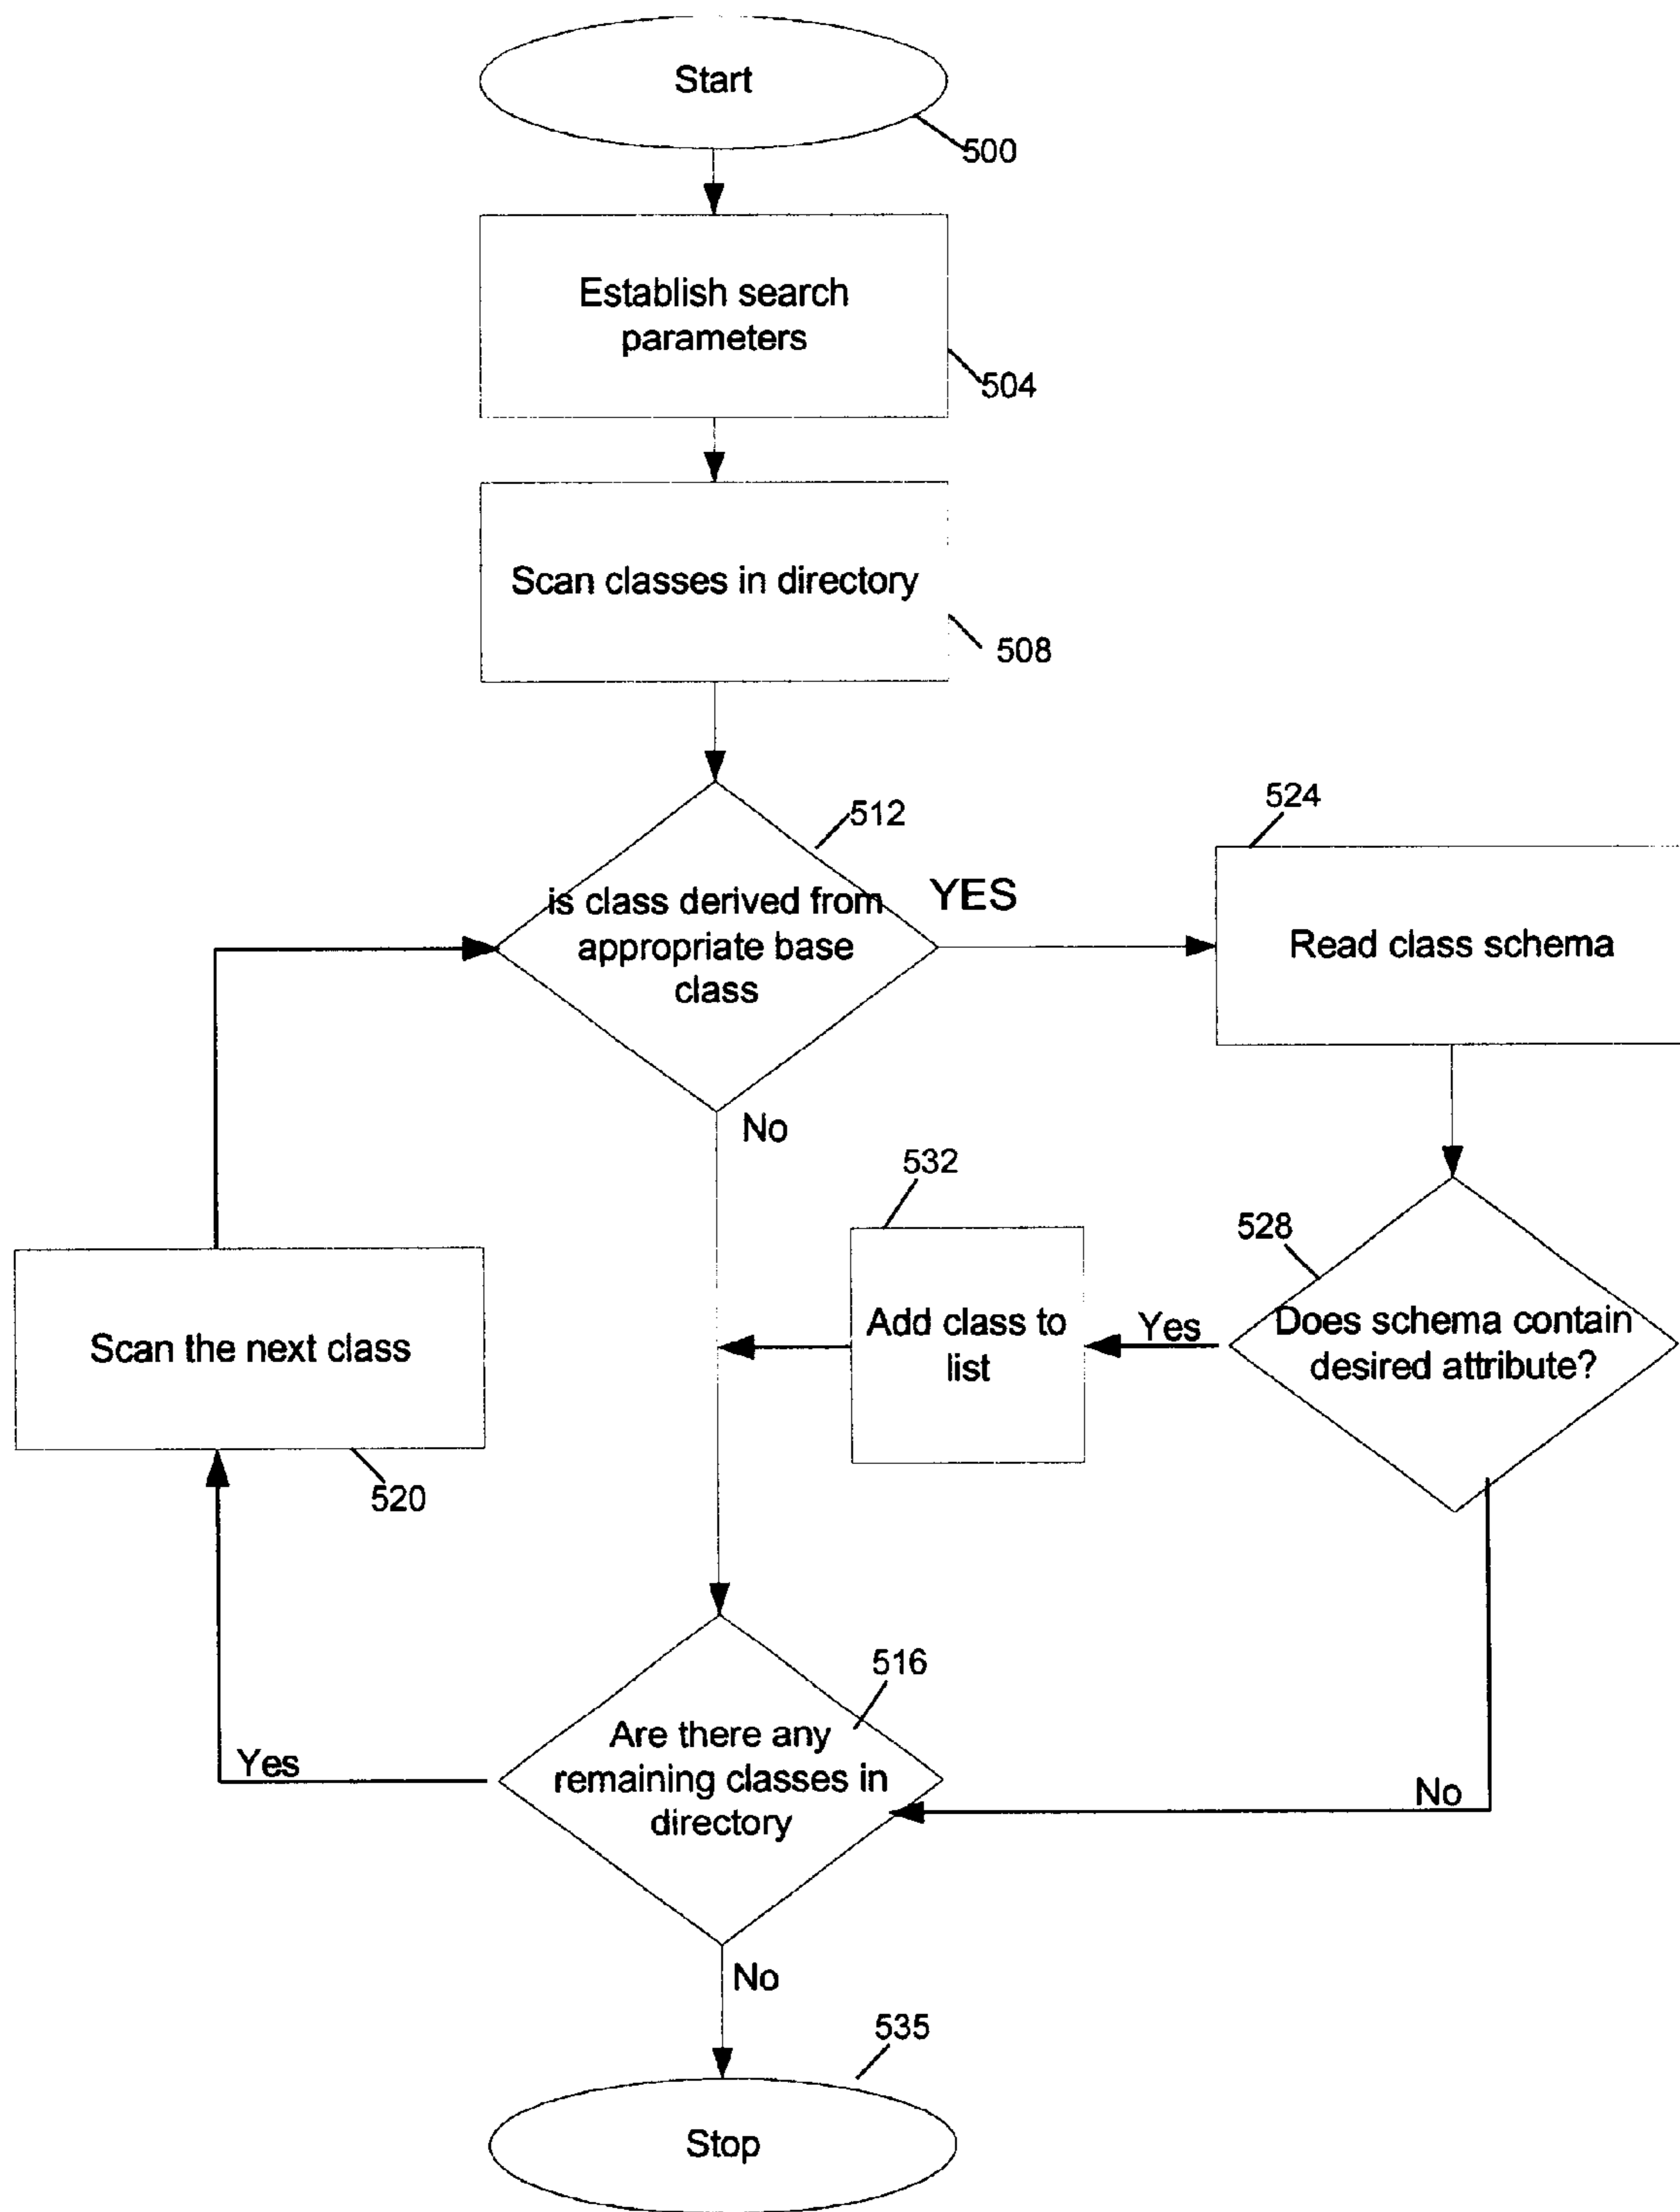 Start
500
Establish search
parameters
504
Scan classes in directory
508
512
is class derived from
appropriate base
class
YES
No
524
Read class schema
532
528
Scan the next class
520
Add class to
list
Yes
Does schema contain
desired attribute?
516
Are there any
remaining classes in
directory
Yes
No
No
535
Stop